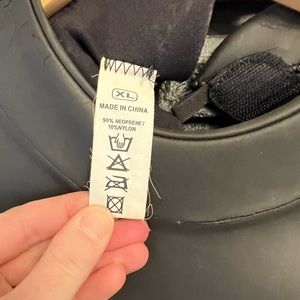 XL
MADE IN CHINA
90% NEOPRENE/
10%NYLON